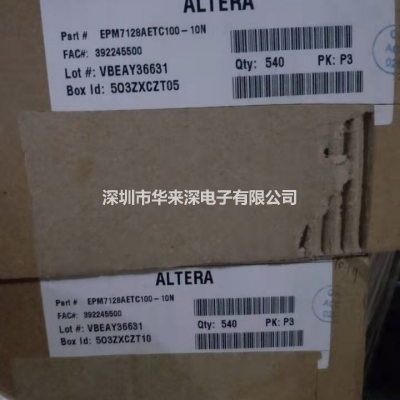 ALTERA
Part # EPM7128AETC100-10N
FAC#: 392245500
Lot #: VBEAY36631
Qty: 540 PK: P3
Box Id: 503ZXCZT05
深圳市华来深电子有限公司
ALTERA
Part # EPM7128AETC100-10N
FAC#: 392245500
Lot #: VBEAY36631
Qty: 540 PK: P3
Box Id: 503ZXCZT10